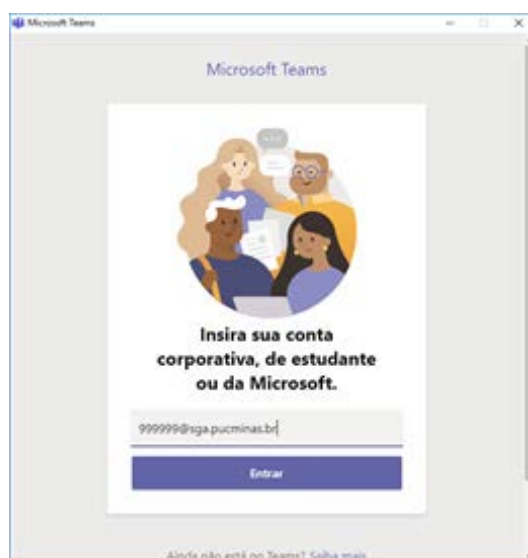 Microsoft Teams
Microsoft Teams
Insira sua conta
corporativa, de estudante
ou da Microsoft.
999999@sga.pucminas.br
Entrar
Ainda não está no Teams? Saiba mais